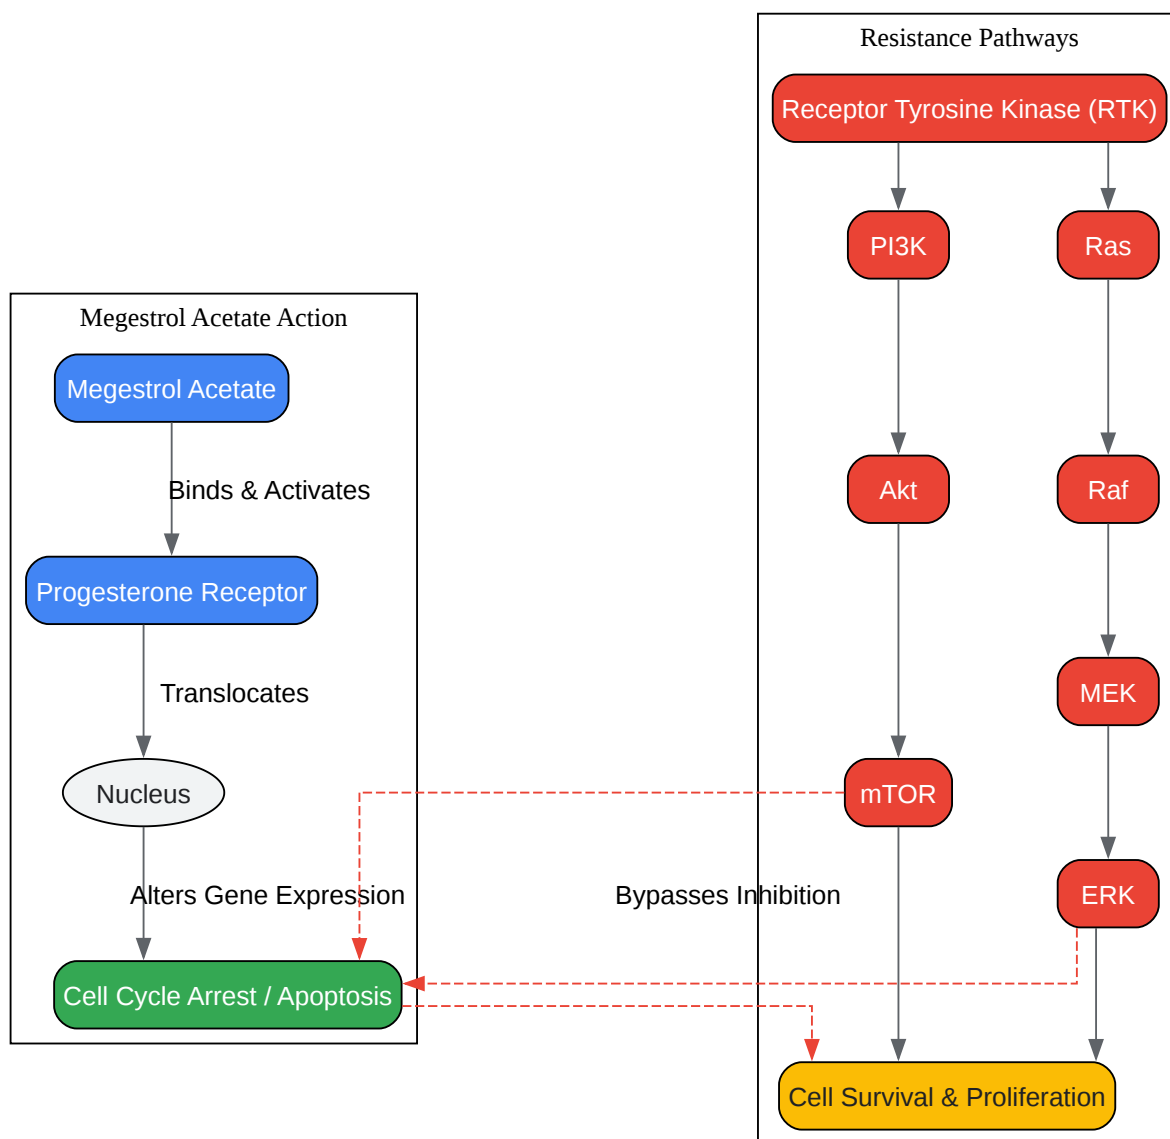 Resistance Pathways
Receptor Tyrosine Kinase (RTK)
PI3K
Ras
Megestrol Acetate Action
Megestrol Acetate
Binds & Activates
Akt
Raf
Progesterone Receptor
Translocates
MEK
Nucleus
mTOR
Alters Gene Expression
Bypasses Inhibition
ERK
Cell Cycle Arrest / Apoptosis
Cell Survival & Proliferation